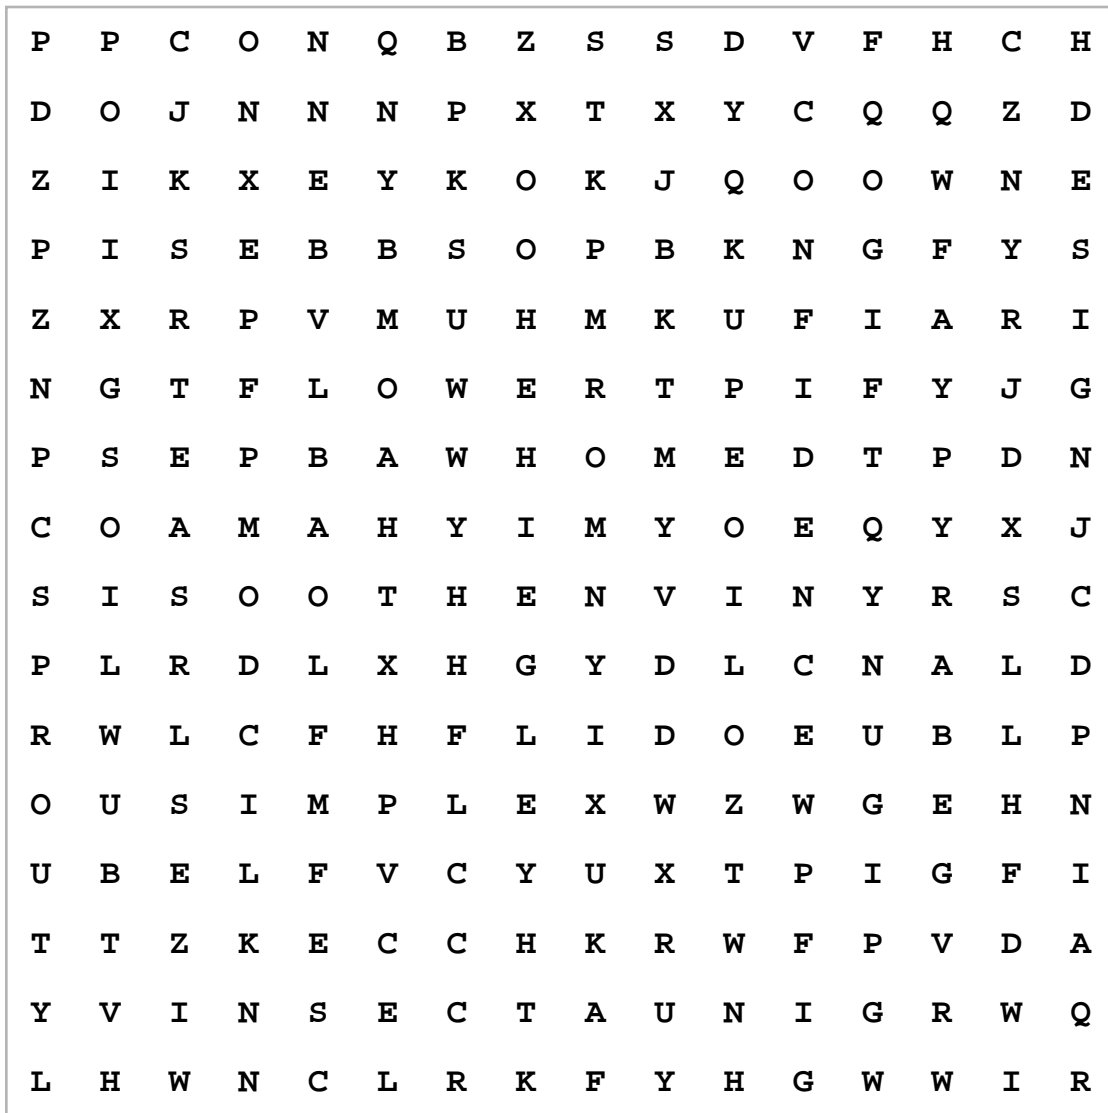 P P C O N Q B Z S S D V F H C H
D O J N N N P X T X Y C Q Q Z D
Z I K X E Y K O K J Q O O W N E
P I S E B B S O P B K N G F Y S
Z X R P V M U H M K U F I A R I
N G T F L O W E R T P I F Y J G
P S E P B A W H O M E D T P D N
C O A M A H Y I M Y O E Q Y X J
S I S O O T H E N V I N Y R S C
P L R D L X H G Y D L C N A L D
R W L C F H F L I D O E U B L P
O U S I M P L E X W Z W G E H N
U B E L F V C Y U X T P I G F I
T T Z K E C C H K R W F P V D A
Y V I N S E C T A U N I G R W Q
L H W N C L R K F Y H G W W I R